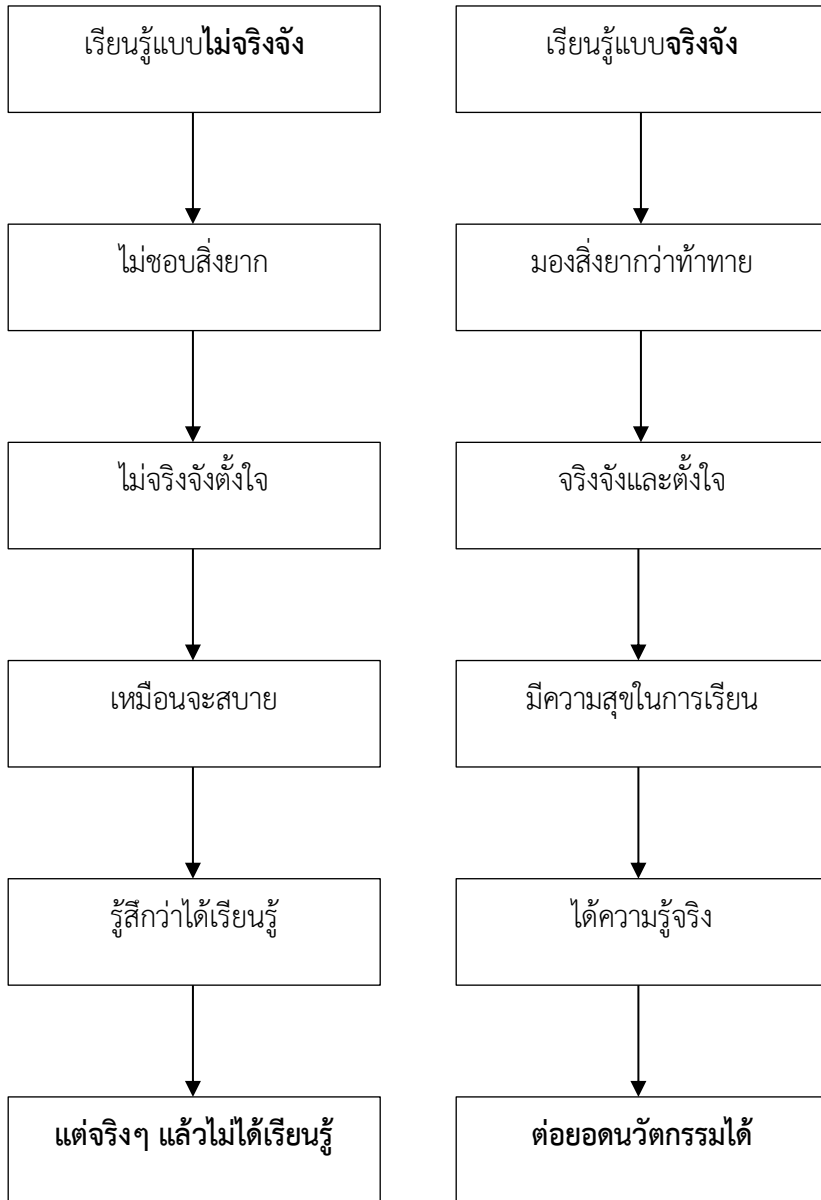 เรียนรู้แบบไม่จริงจัง
ไม่ชอบสิ่งยาก
ไม่จริงจังตั้งใจ
เหมือนจะสบาย
รู้สึกว่าได้เรียนรู้
แต่จริงๆ แล้วไม่ได้เรียนรู้
เรียนรู้แบบจริงจัง
มองสิ่งยากว่าท้าทาย
จริงจังและตั้งใจ
มีความสุขในการเรียน
ได้ความรู้จริง
ต่อยอดนวัตกรรมได้